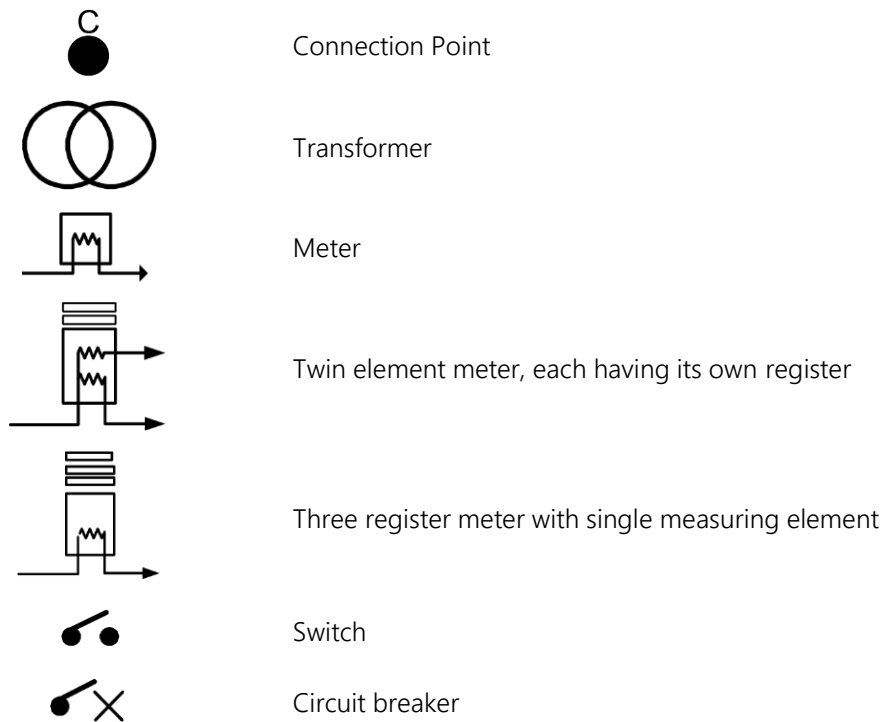 C
Connection Point
Transformer
Meter
Twin element meter, each having its own register
Three register meter with single measuring element
Switch
Circuit breaker